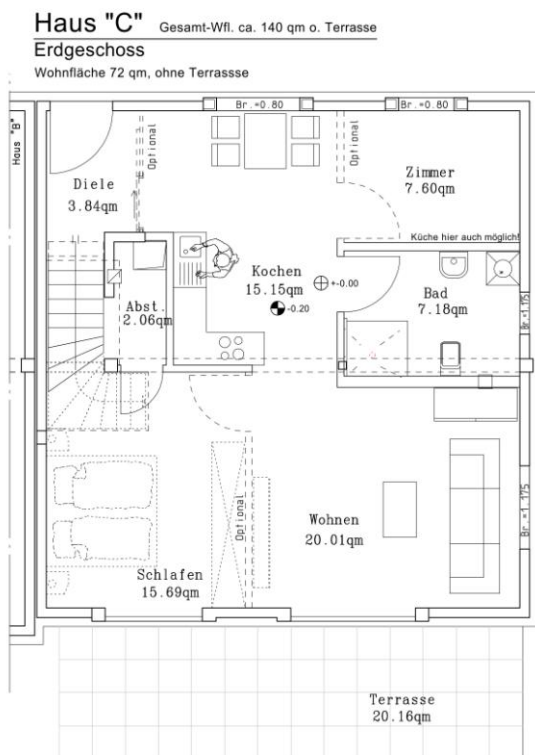 Haus "C" Gesamt-Wfl. ca. 140 qm o. Terrasse
Erdgeschoss
Wohnfläche 72 qm, ohne Terrassse
Haus "B"
Br.=0.80
Br.=0.80
Optional
Optional
Diele
3.84qm
Zimmer
7.60qm
Küche hier auch möglich!
Kochen
15.15qm
+-0.00
-0.20
Bad
7.18qm
Br.=1.175
Abst.
2.06qm
Optional
Wohnen
20.01qm
Br.=1.175
Schlafen
15.69qm
Terrasse
20.16qm